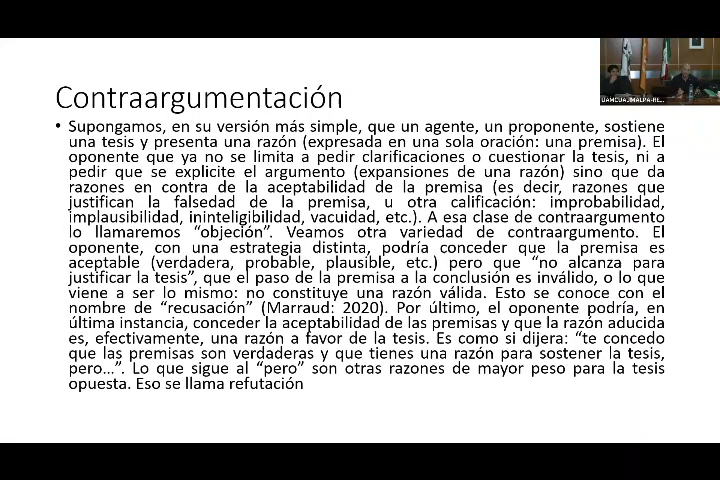 Contraargumentación
• Supongamos, en su versión más simple, que un agente, un proponente, sostiene
una tesis y presenta una razón (expresada en una sola oración: una premisa). El
oponente que ya no se limita a pedir clarificaciones o cuestionar la tesis, ni a
pedir que se explicite el argumento (expansiones de una razón) sino que da
razones en contra de la aceptabilidad de la premisa (es decir, razones que
justifican la falsedad de la premisa, u otra calificación: improbabilidad,
implausibilidad, ininteligibilidad, vacuidad, etc.). A esa clase de contraargumento
lo llamaremos “objeción”. Veamos otra variedad de contraargumento. El
oponente, con una estrategia distinta, podría conceder que la premisa es
aceptable (verdadera, probable, plausible, etc.) pero que “no alcanza para
justificar la tesis”, que el paso de la premisa a la conclusión es inválido, o lo que
viene a ser lo mismo: no constituye una razón válida. Esto se conoce con el
nombre de “recusación” (Marraud: 2020). Por último, el oponente podría, en
última instancia, conceder la aceptabilidad de las premisas y que la razón aducida
es, efectivamente, una razón a favor de la tesis. Es como si dijera: “te concedo
que las premisas son verdaderas y que tienes una razón para sostener la tesis,
pero...”. Lo que sigue al “pero” son otras razones de mayor peso para la tesis
opuesta. Eso se llama refutación
UAMCUAJIMALPA-RE...